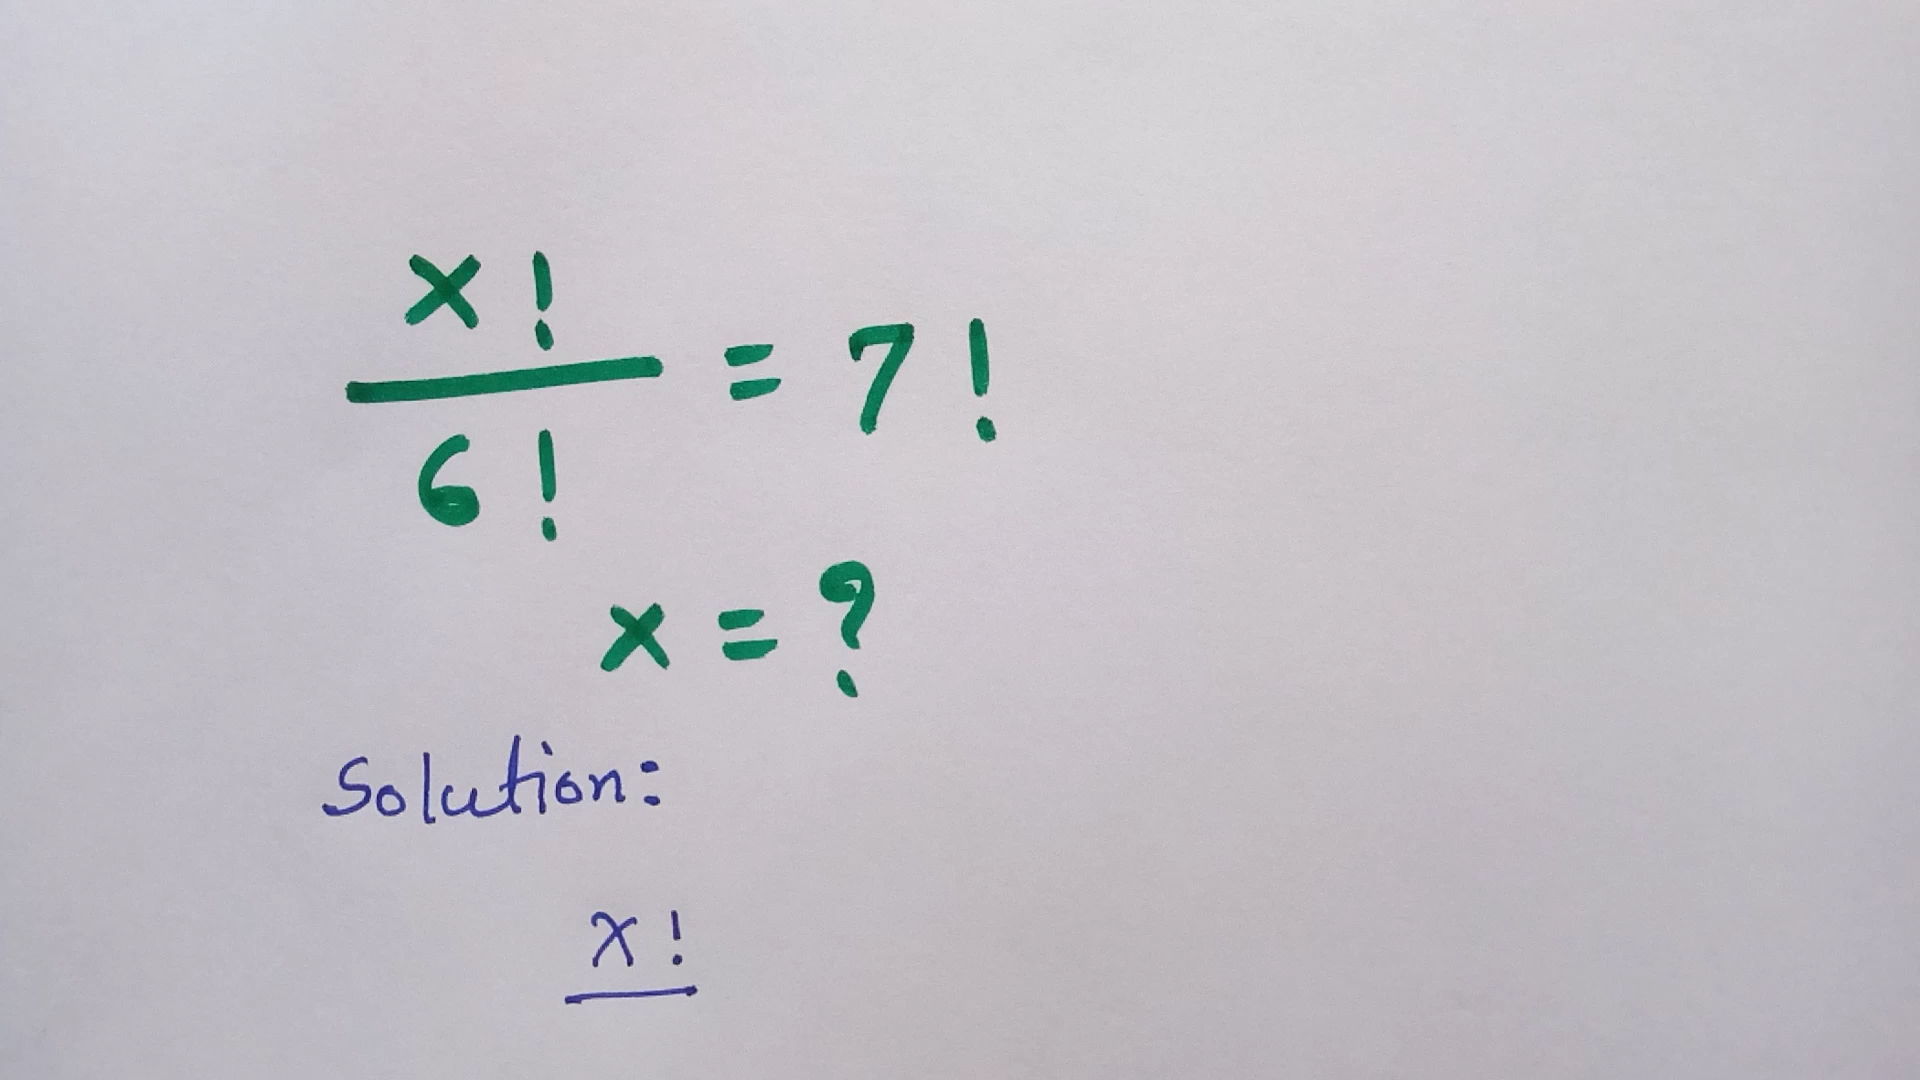 x!
6!
= 7!
x = ?
Solution:
x!